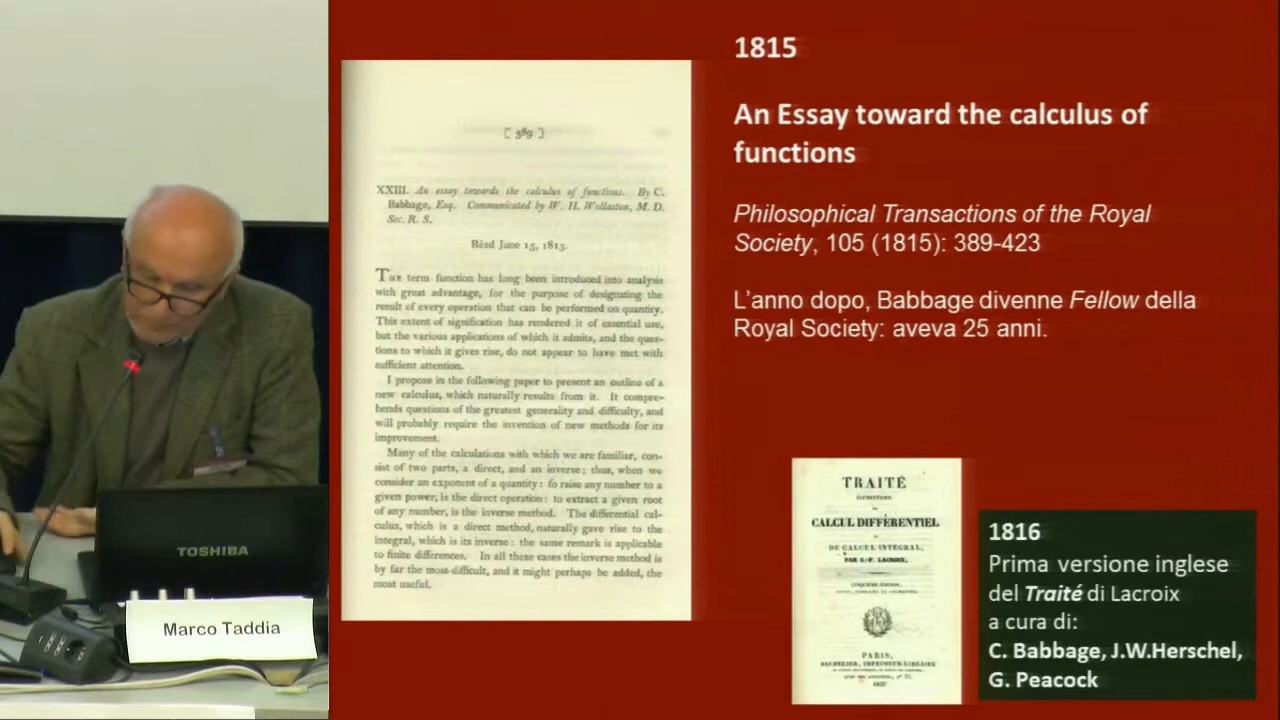 1815
An Essay toward the calculus of
functions
Philosophical Transactions of the Royal
Society, 105 (1815): 389-423
L'anno dopo, Babbage divenne Fellow della
Royal Society: aveva 25 anni.
[ 389 ]
XXIII. An essay towards the calculus of functions. By C.
Babbage, Esq. Communicated by W. H. Wollaston, M. D.
Sec. R. S.
Read June 15, 1815.
The term function has long been introduced into analysis
with great advantage, for the purpose of designating the
result of every operation that can be performed on quantity.
This extent of signification has rendered it of essential use,
but the various applications of which it admits, and the ques-
tions to which it gives rise, do not appear to have met with
sufficient attention.
I propose in the following paper to present an outline of a
new calculus, which naturally results from it. It compre-
hends questions of the greatest generality and difficulty, and
will probably require the invention of new methods for its
improvement.
Many of the calculations with which we are familiar, con-
sist of two parts, a direct, and an inverse; thus, when we
consider an exponent of a quantity: to raise any number to a
given power, is the direct operation: to extract a given root
of any number, is the inverse method. The differential cal-
culus, which is a direct method, naturally gave rise to the
integral, which is its inverse: the same remark is applicable
to finite differences. In all these cases the inverse method is
by far the most difficult, and it might perhaps be added, the
most useful.
TRAITÉ
ÉLÉMENTAIRE
DE
CALCUL DIFFÉRENTIEL
ET
DE CALCUL INTÉGRAL,
PAR S.-F. LACROIX,
CINQUIÈME ÉDITION,
PARIS,
BACHELIER, IMPRIMEUR-LIBRAIRE
1837
1816
Prima versione inglese
del Traité di Lacroix
a cura di:
C. Babbage, J.W.Herschel,
G. Peacock
TOSHIBA
Marco Taddia